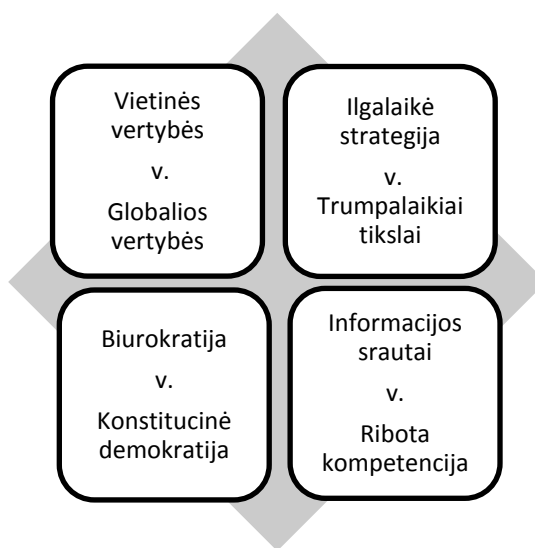 Vietinės
vertybės
v.
Globalios
vertybės
Ilgalaikė
strategija
v.
Trumpalaikiai
tikslai
Biurokratija
v.
Konstitucinė
demokratija
Informacijos
srautai
v.
Ribota
kompetencija